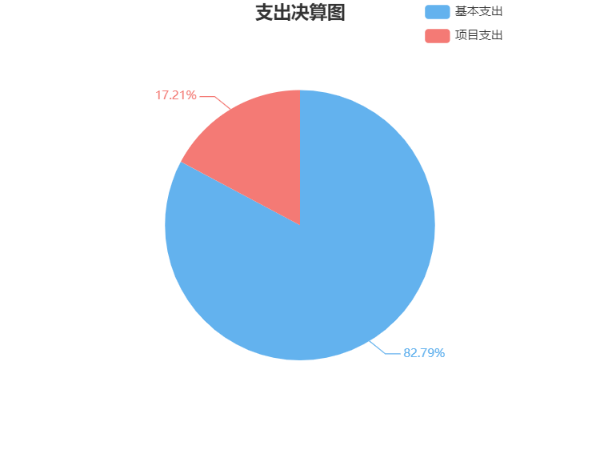 支出决算图
基本支出
项目支出
17.21%
82.79%